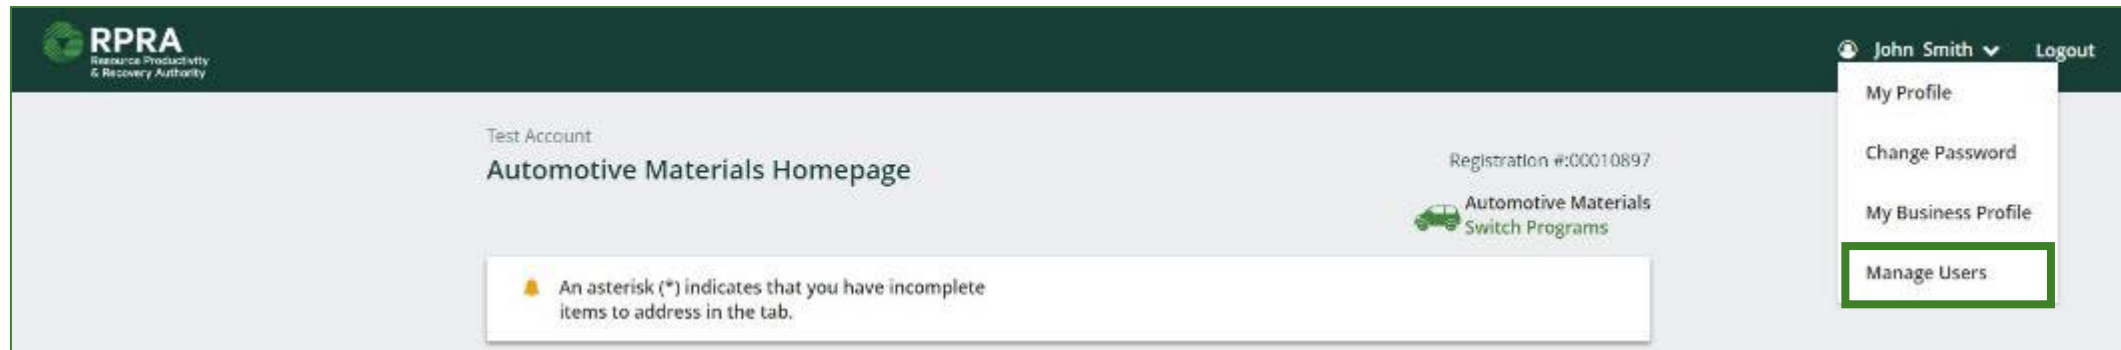 RPRA
Resource Productivity
& Recovery Authority
John Smith
Logout
My Profile
Change Password
My Business Profile
Manage Users
Test Account
Automotive Materials Homepage
Registration #:00010897
Automotive Materials
Switch Programs
An asterisk (*) indicates that you have incomplete
items to address in the tab.